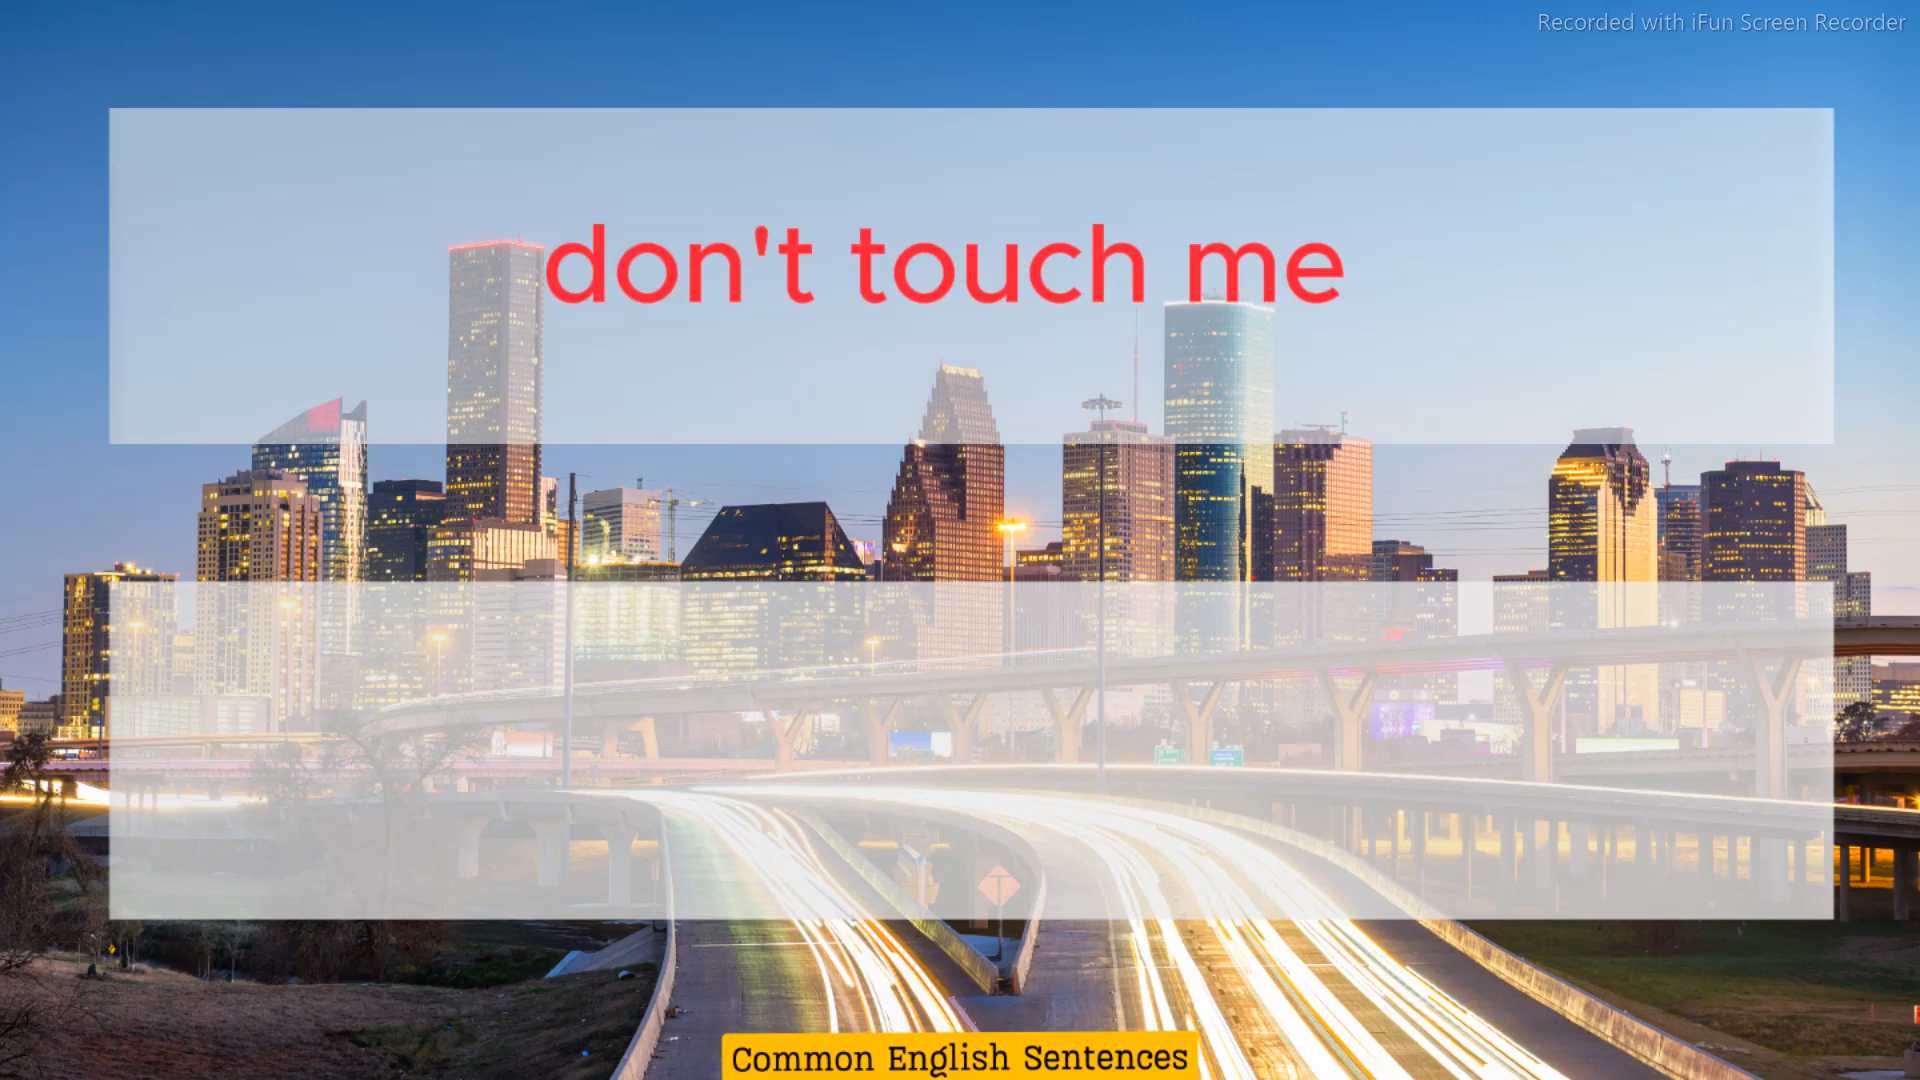 Recorded with iFun Screen Recorder
don't touch me
Common English Sentences